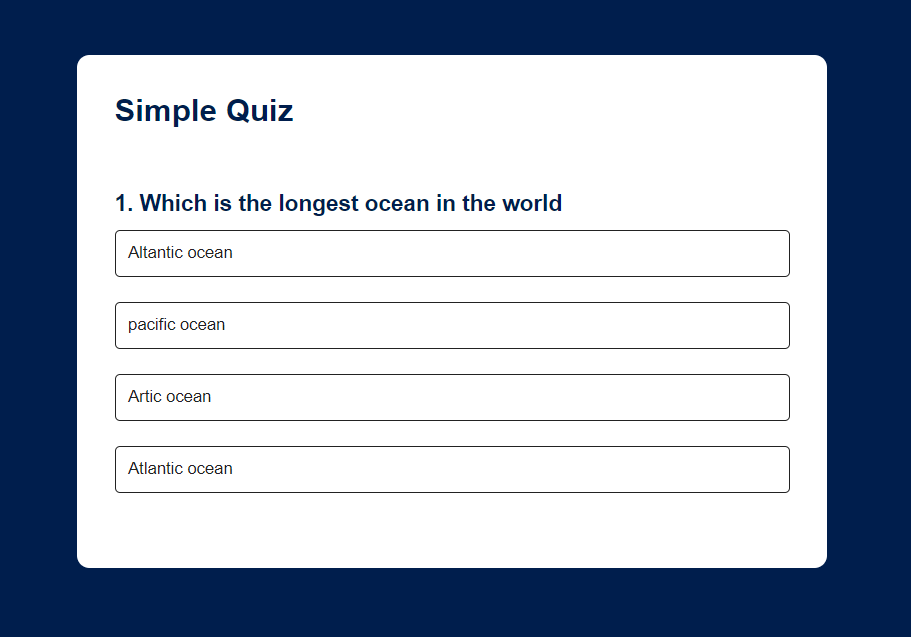 Simple Quiz
1. Which is the longest ocean in the world
Altantic ocean
pacific ocean
Artic ocean
Atlantic ocean